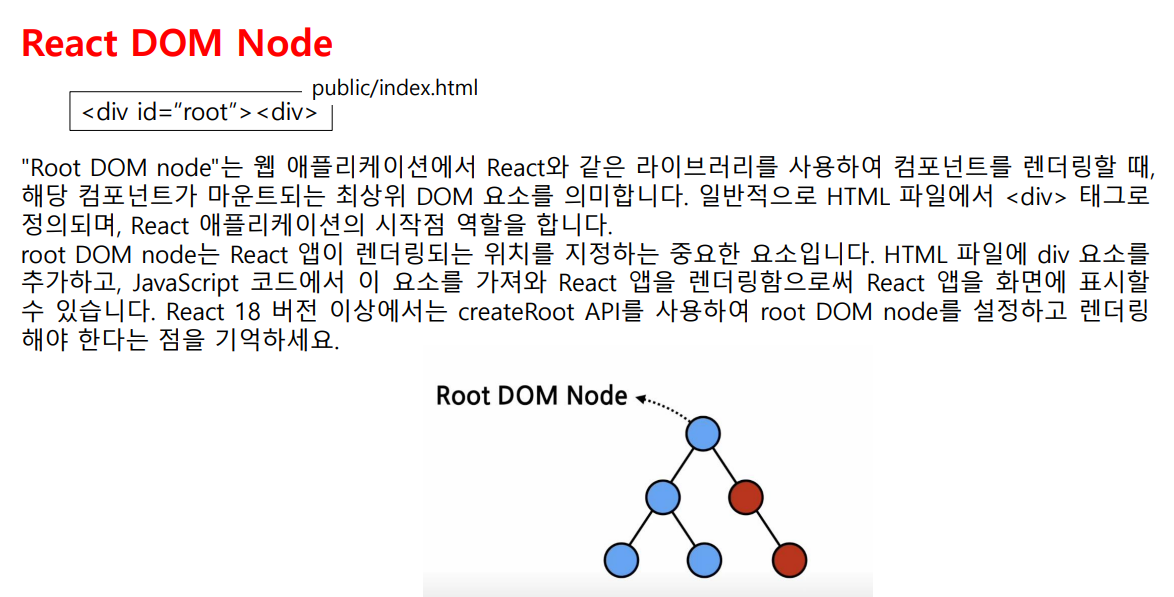 React DOM Node
public/index.html
<div id=“root”><div>
"Root DOM node"는 웹 애플리케이션에서 React와 같은 라이브러리를 사용하여 컴포넌트를 렌더링할 때,
해당 컴포넌트가 마운트되는 최상위 DOM 요소를 의미합니다. 일반적으로 HTML 파일에서 <div> 태그로
정의되며, React 애플리케이션의 시작점 역할을 합니다.
root DOM node는 React 앱이 렌더링되는 위치를 지정하는 중요한 요소입니다. HTML 파일에 div 요소를
추가하고, JavaScript 코드에서 이 요소를 가져와 React 앱을 렌더링함으로써 React 앱을 화면에 표시할
수 있습니다. React 18 버전 이상에서는 createRoot API를 사용하여 root DOM node를 설정하고 렌더링
해야 한다는 점을 기억하세요.
Root DOM Node